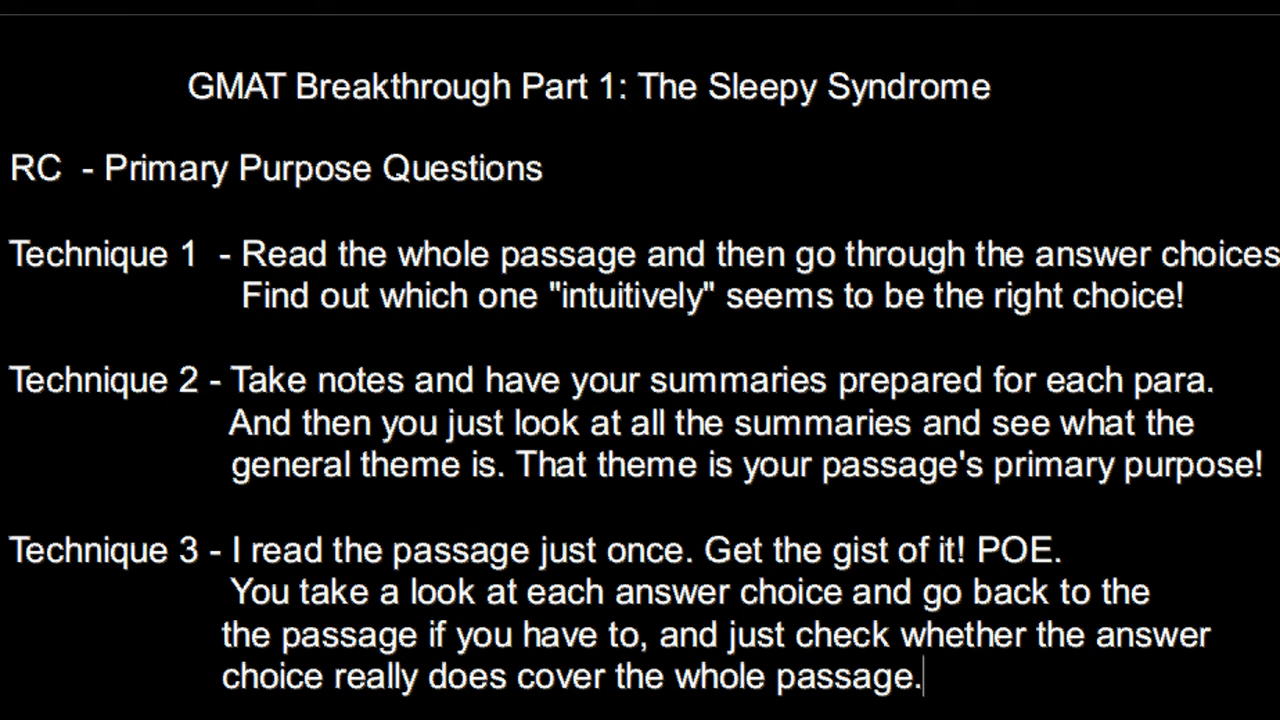 GMAT Breakthrough Part 1: The Sleepy Syndrome
RC - Primary Purpose Questions
Technique 1 - Read the whole passage and then go through the answer choices
Find out which one "intuitively" seems to be the right choice!
Technique 2 - Take notes and have your summaries prepared for each para.
And then you just look at all the summaries and see what the
general theme is. That theme is your passage's primary purpose!
Technique 3 - I read the passage just once. Get the gist of it! POE.
You take a look at each answer choice and go back to the
the passage if you have to, and just check whether the answer
choice really does cover the whole passage.